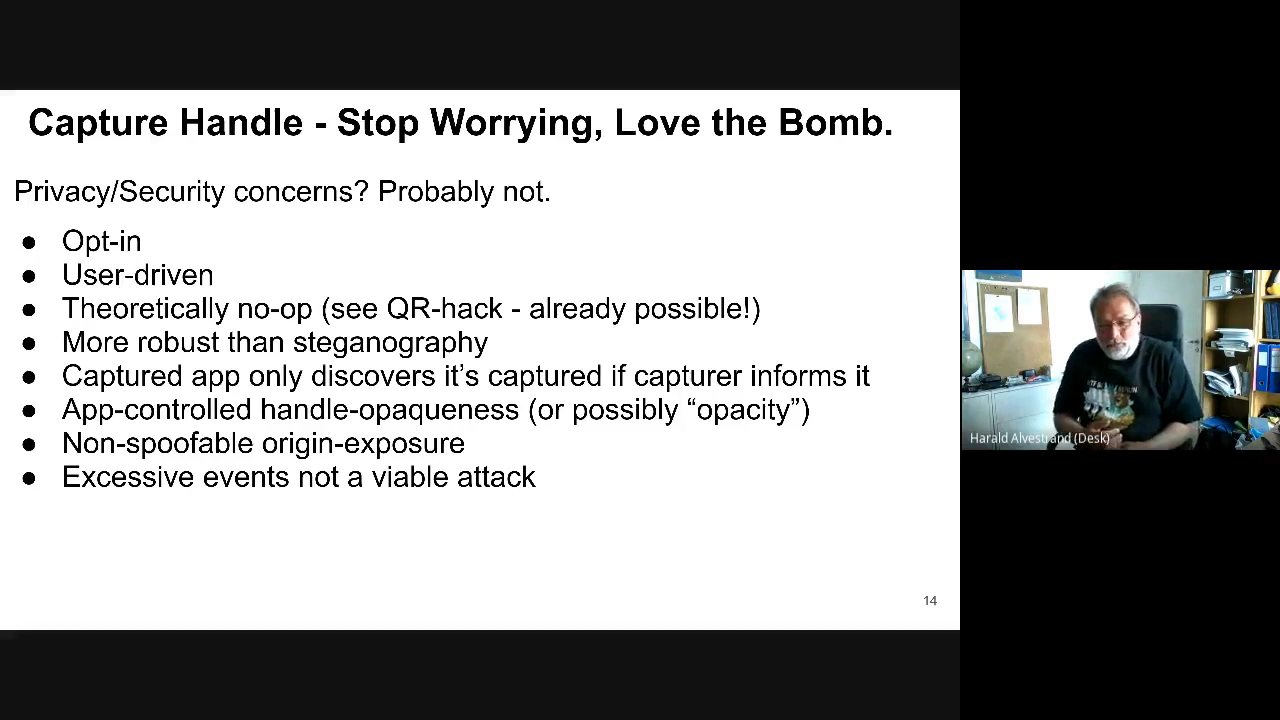 Capture Handle - Stop Worrying, Love the Bomb.
Privacy/Security concerns? Probably not.
● Opt-in
● User-driven
● Theoretically no-op (see QR-hack - already possible!)
● More robust than steganography
● Captured app only discovers it’s captured if capturer informs it
● App-controlled handle-opaqueness (or possibly “opacity”)
● Non-spoofable origin-exposure
● Excessive events not a viable attack
14
Harald Alvestrand (Desk)